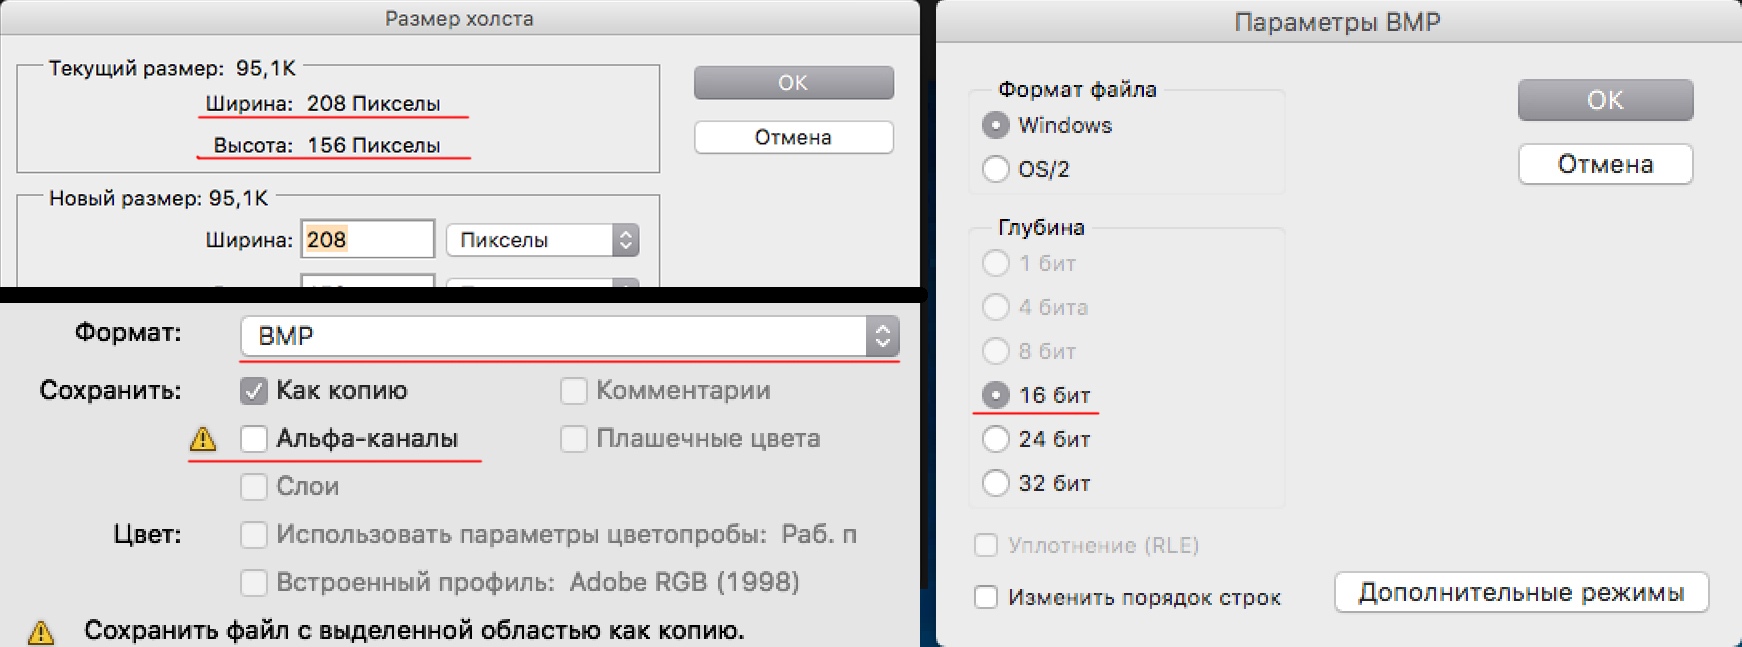 Размер холста
Текущий размер: 95,1K
Ширина: 208 Пикселы
Высота: 156 Пикселы
OK
Отмена
Новый размер: 95,1K
Ширина: 208 Пикселы
Формат: BMP
Сохранить: Как копию Комментарии
Альфа-каналы Плашечные цвета
Слои
Цвет: Использовать параметры цветопробы: Раб. п
Встроенный профиль: Adobe RGB (1998)
Сохранить файл с выделенной областью как копию.
Параметры BMP
Формат файла
Windows
OS/2
OK
Отмена
Глубина
1 бит
4 бита
8 бит
16 бит
24 бит
32 бит
Уплотнение (RLE)
Изменить порядок строк
Дополнительные режимы